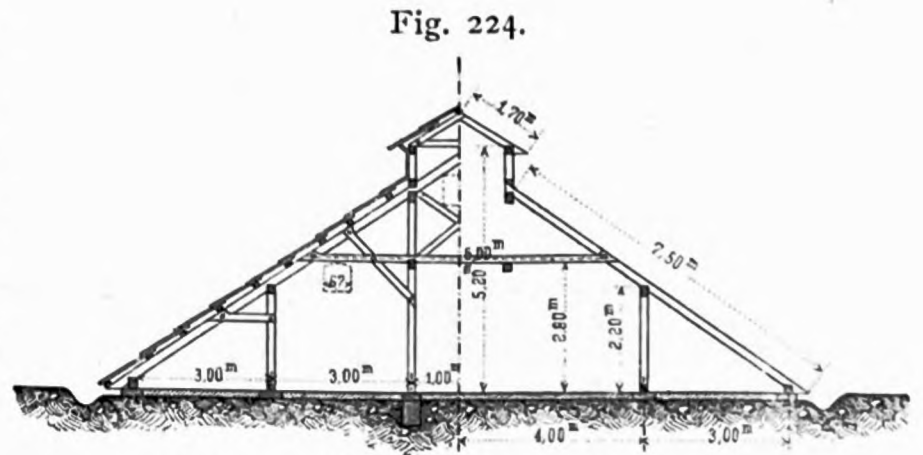 Fig. 224.
1,70ᵐ
7.50ᵐ
6,00ᵐ
5,20ᵐ
2,80ᵐ
2,20ᵐ
3,00ᵐ
3,00ᵐ
1,00ᵐ
4,00ᵐ
3,00ᵐ